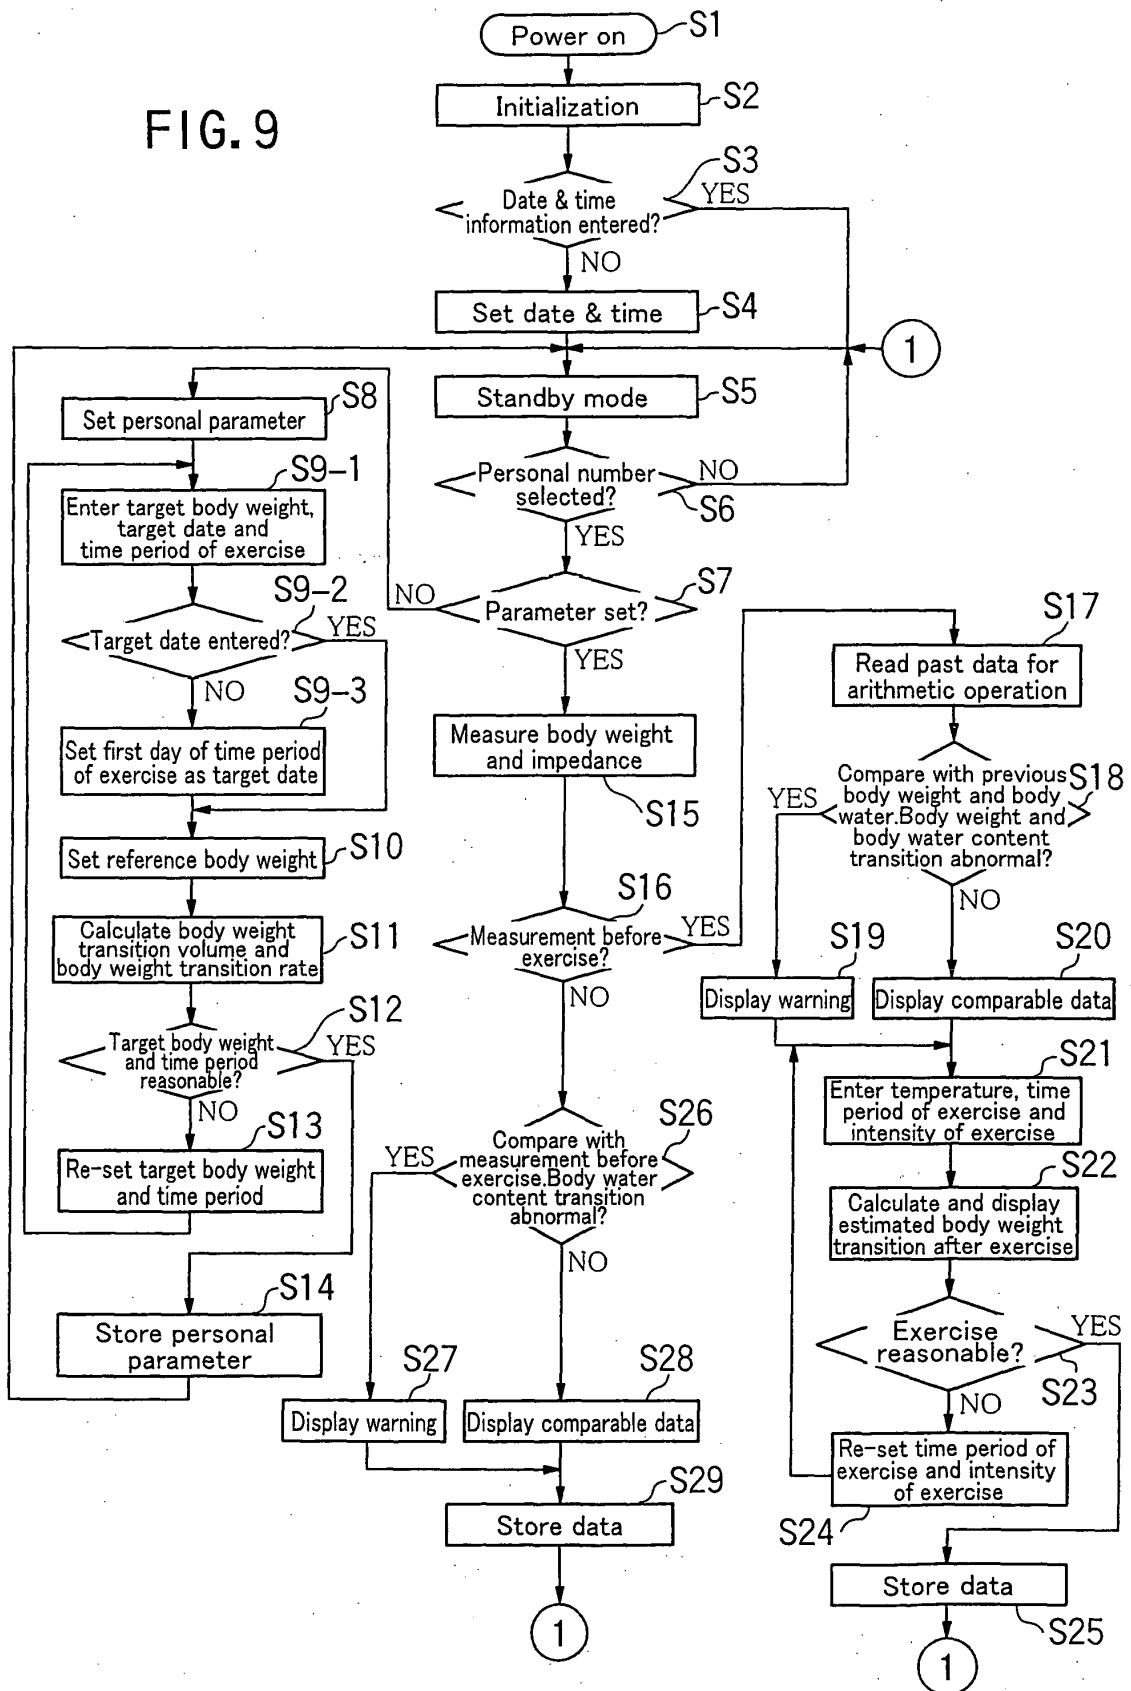 FIG. 9
Power on
S1
Initialization
S2
S3
Date & time
information entered?
YES
NO
Set date & time
S4
1
Standby mode
S5
Personal number
selected?
NO
S6
YES
S7
Parameter set?
NO
YES
S8
Set personal parameter
S9-1
Enter target body weight,
target date and
time period of exercise
S9-2
Target date entered?
YES
NO
S9-3
Set first day of time period
of exercise as target date
Set reference body weight
S10
Calculate body weight
transition volume and
body weight transition rate
S11
S12
Target body weight
and time period
reasonable?
YES
NO
S13
Re-set target body weight
and time period
S14
Store personal
parameter
Measure body weight
and impedance
S15
S16
Measurement before
exercise?
YES
NO
S26
Compare with
measurement before
exercise.Body water
content transition
abnormal?
YES
NO
S27
Display warning
S28
Display comparable data
S29
Store data
1
S17
Read past data for
arithmetic operation
S18
Compare with previous
body weight and body
water.Body weight and
body water content
transition abnormal?
YES
NO
S19
Display warning
S20
Display comparable data
S21
Enter temperature, time
period of exercise and
intensity of exercise
S22
Calculate and display
estimated body weight
transition after exercise
Exercise
reasonable?
YES
S23
NO
Re-set time period of
exercise and intensity
of exercise
S24
Store data
S25
1